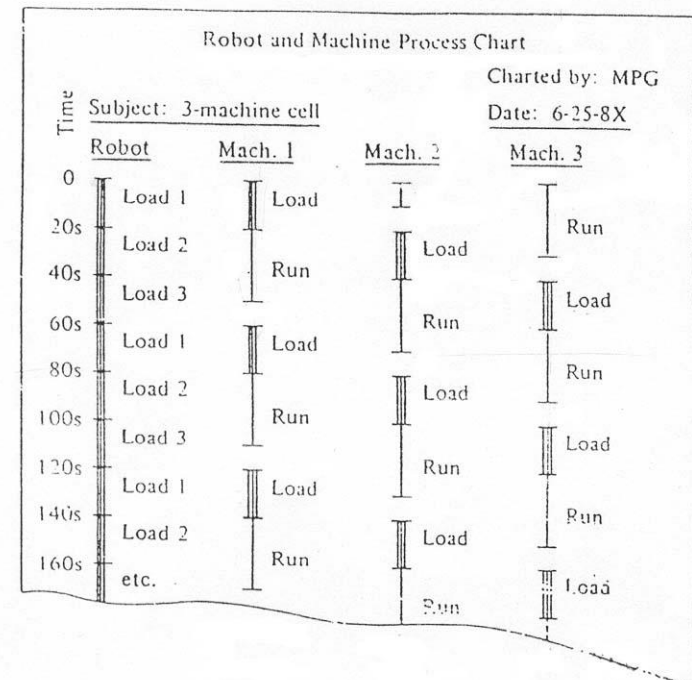 Robot and Machine Process Chart
Charted by: MPG
Time
Subject: 3-machine cell
Date: 6-25-8X
Robot Mach. 1 Mach. 2 Mach. 3
0
Load 1 Load Run
20s
Load 2 Load
40s Run
Load 3 Load
60s Run
Load 1 Load
80s Run
Load 2 Load
100s Run
Load 3 Load
120s Run
Load 1 Load
140s Run
Load 2 Load
160s Run
etc. Load
Run